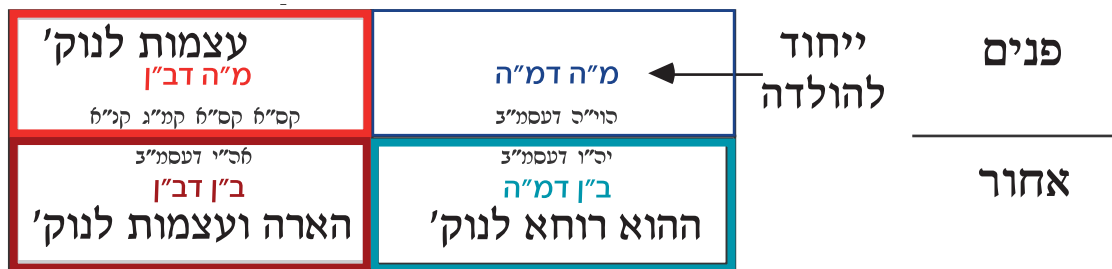 פנים
ייחוד
להולדה
מ״ה דמ״ה
הוי״ה דעסמ״ב
עצמות לנוק׳
מ״ה דב״ן
קס״א קס״א קמ״ג קנ״א
אחור
יה״ו דעסמ״ב
ב״ן דמ״ה
ההוא רוחא לנוק׳
אה״י דעסמ״ב
ב״ן דב״ן
הארה ועצמות לנוק׳